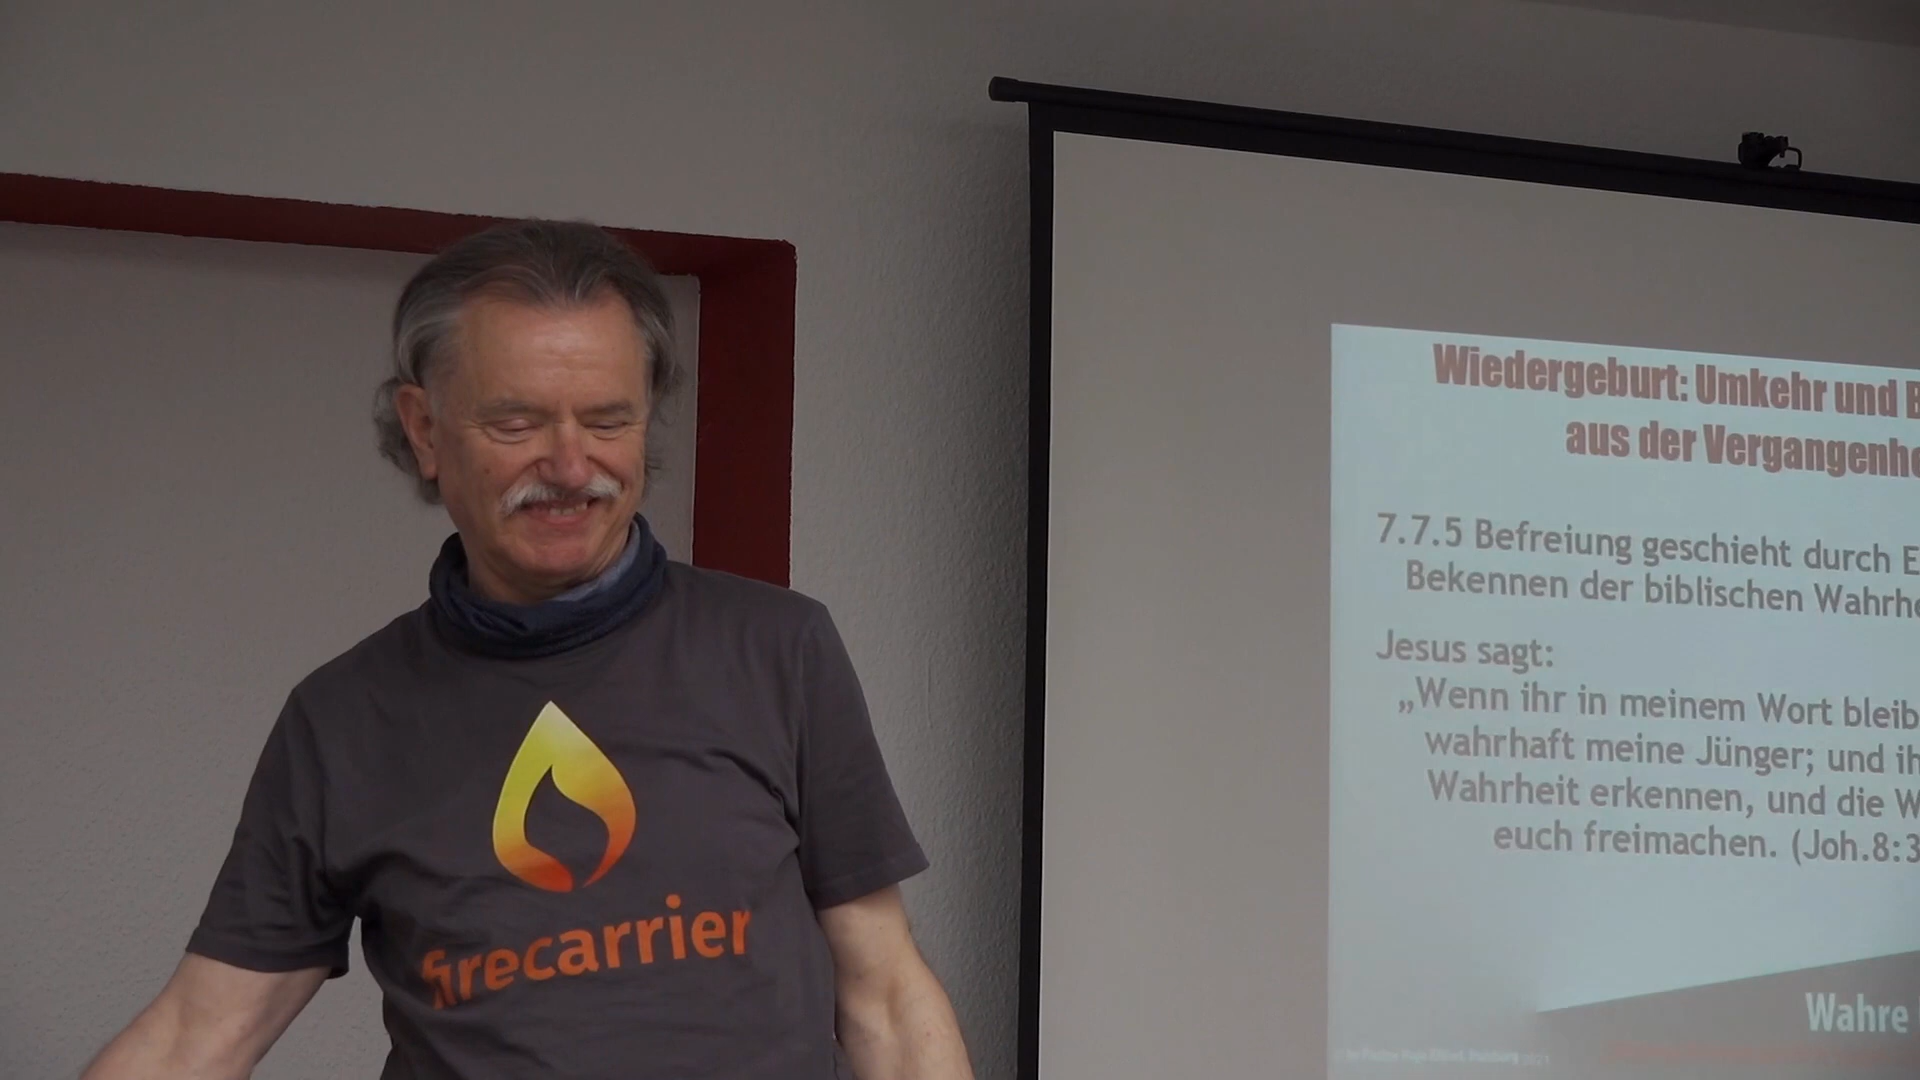 firecarrier
Wiedergeburt: Umkehr und B
aus der Vergangenhe
7.7.5 Befreiung geschieht durch E
Bekennen der biblischen Wahrhe
Jesus sagt:
„Wenn ihr in meinem Wort bleib
wahrhaft meine Jünger; und ih
Wahrheit erkennen, und die W
euch freimachen. (Joh.8:3
Wahre